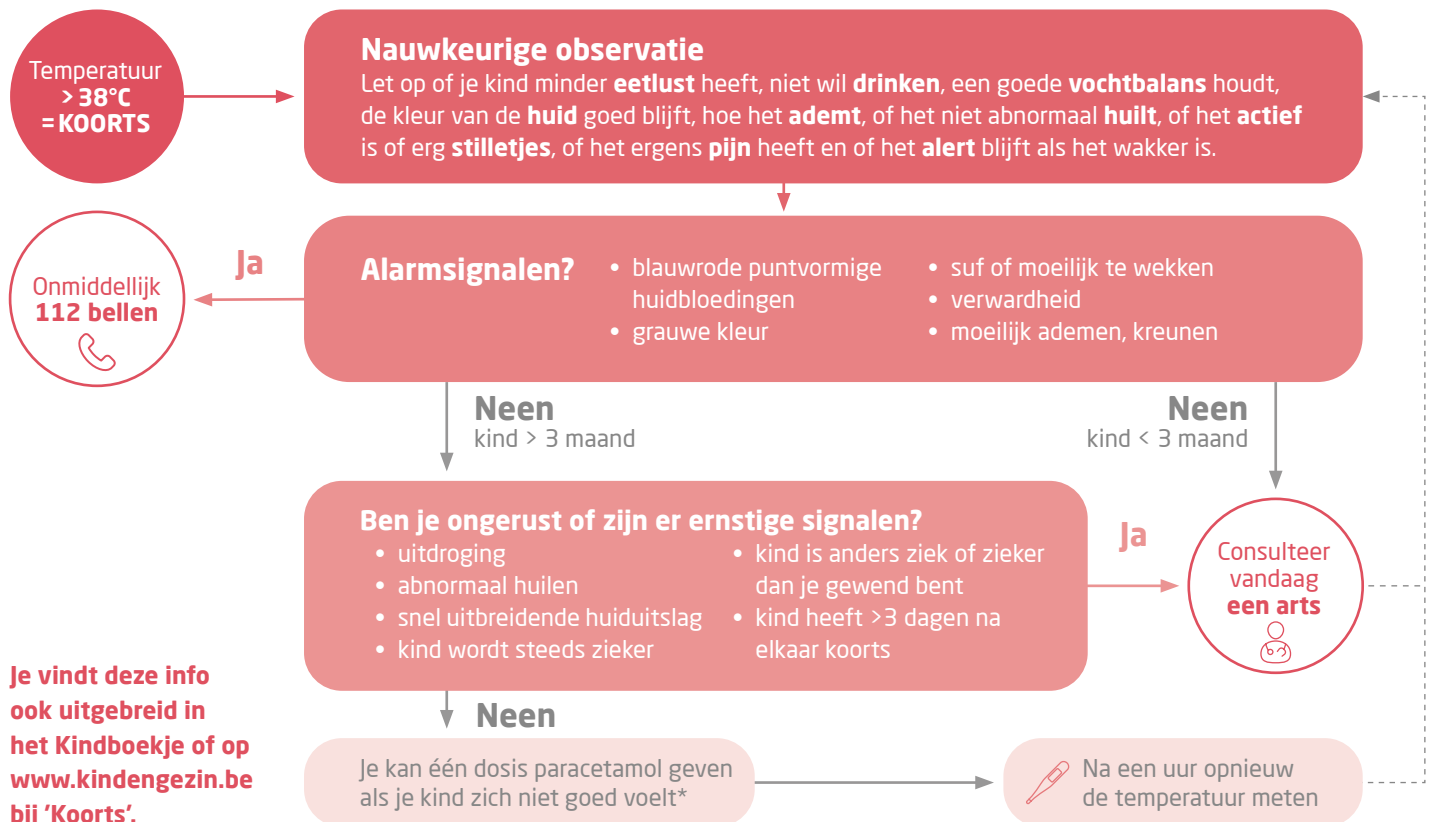 Temperatuur
> 38°C
= KOORTS
Nauwkeurige observatie
Let op of je kind minder eetlust heeft, niet wil drinken, een goede vochtbalans houdt,
de kleur van de huid goed blijft, hoe het ademt, of het niet abnormaal huilt, of het actief
is of erg stilletjes, of het ergens pijn heeft en of het alert blijft als het wakker is.
Onmiddellijk
112 bellen
Ja
Alarmsignalen?
• blauwrode puntvormige
huidbloedingen
• grauwe kleur
• suf of moeilijk te wekken
• verwardheid
• moeilijk ademen, kreunen
Neen
kind > 3 maand
Neen
kind < 3 maand
Ben je ongerust of zijn er ernstige signalen?
• uitdroging
• abnormaal huilen
• snel uitbreidende huiduitslag
• kind wordt steeds zieker
• kind is anders ziek of zieker
dan je gewend bent
• kind heeft >3 dagen na
elkaar koorts
Ja
Consulteer
vandaag
een arts
Neen
Je kan één dosis paracetamol geven
als je kind zich niet goed voelt*
Na een uur opnieuw
de temperatuur meten
Je vindt deze info
ook uitgebreid in
het Kindboekje of op
www.kindengezin.be
bij 'Koorts'.